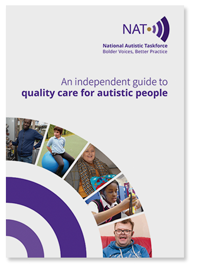 NAT
National Autistic Taskforce
Bolder Voices, Better Practice
An independent guide to
quality care for autistic people